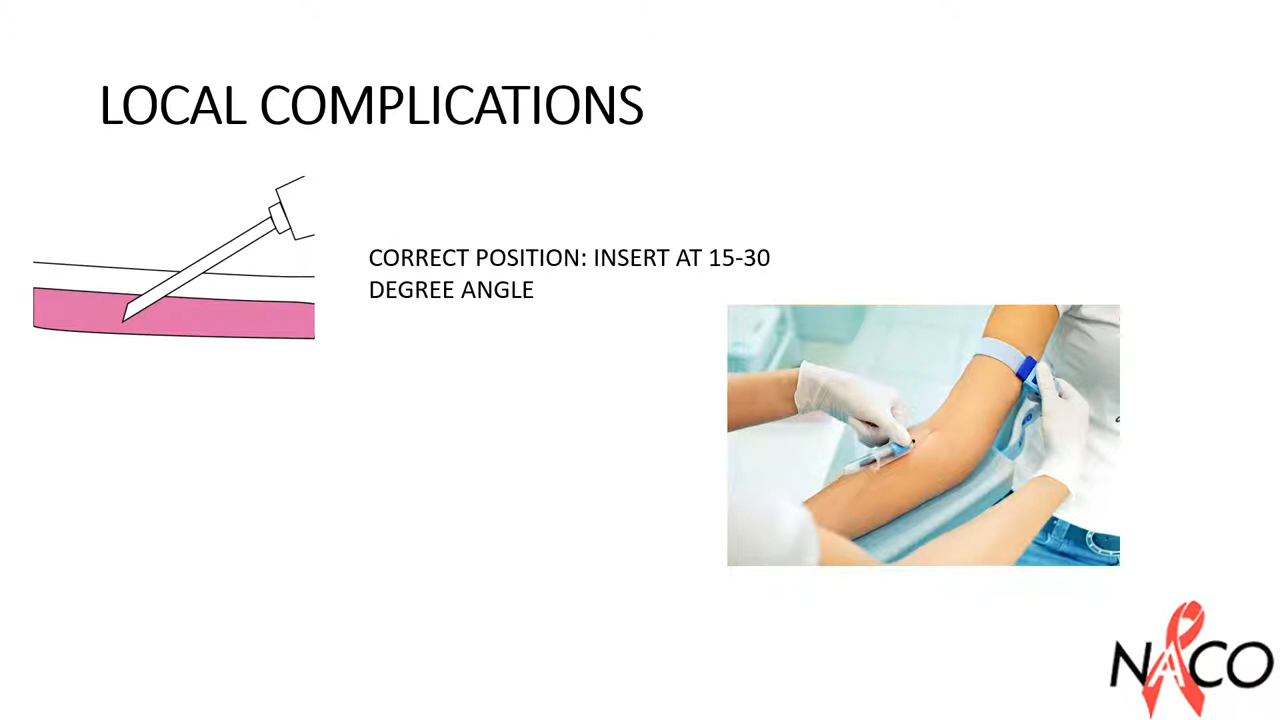 LOCAL COMPLICATIONS
CORRECT POSITION: INSERT AT 15-30
DEGREE ANGLE
NACO